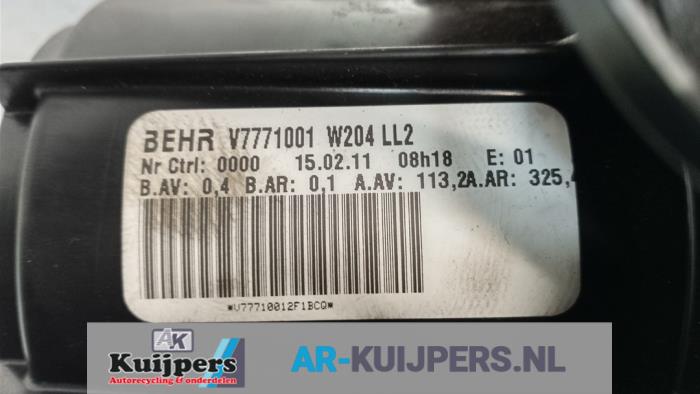 BEHR V7771001 W204 LL2
Nr Ctrl: 0000 15.02.11 08h18 E: 01
B.AV: 0,4 B.AR: 0,1 A.AV: 113,2A.AR: 325,
*V77710012F1BCQ*
AK
Kuijpers
Autorecycling & onderdelen
AR-KUIJPERS.NL